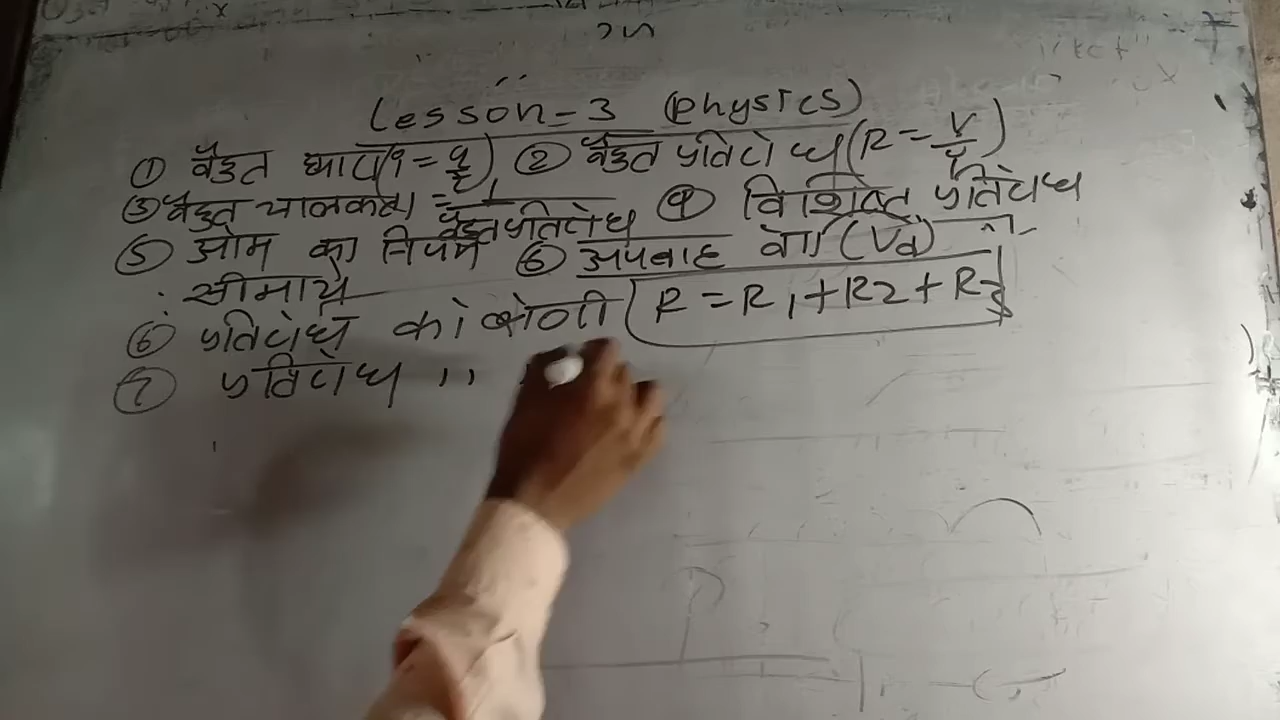 Lesson-3 (Physics)
① वैद्युत धारा(१ = q/t) ② वैद्युत प्रतिरोध (R = V/i)
③ वैद्युत चालकता = 1/वैद्युत प्रतिरोध ④ विशिष्ट प्रतिरोध
⑤ ओम का नियम ⑥ अपवाह वेग (Vd)
सीमायें
⑥ प्रतिरोध को श्रेणी R = R1 + R2 + R3
⑦ प्रतिरोध ,,